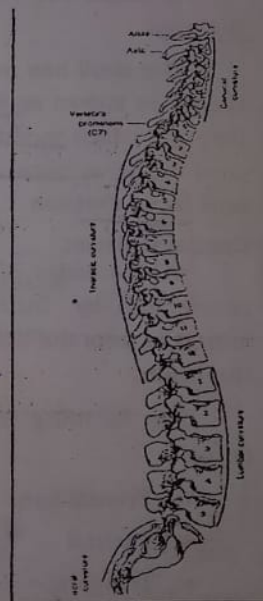 Atlas
Axis
Cervical
curvature
Vertebra
prominens
(C7)
Thoracic curvature
Lumbar curvature
curvature